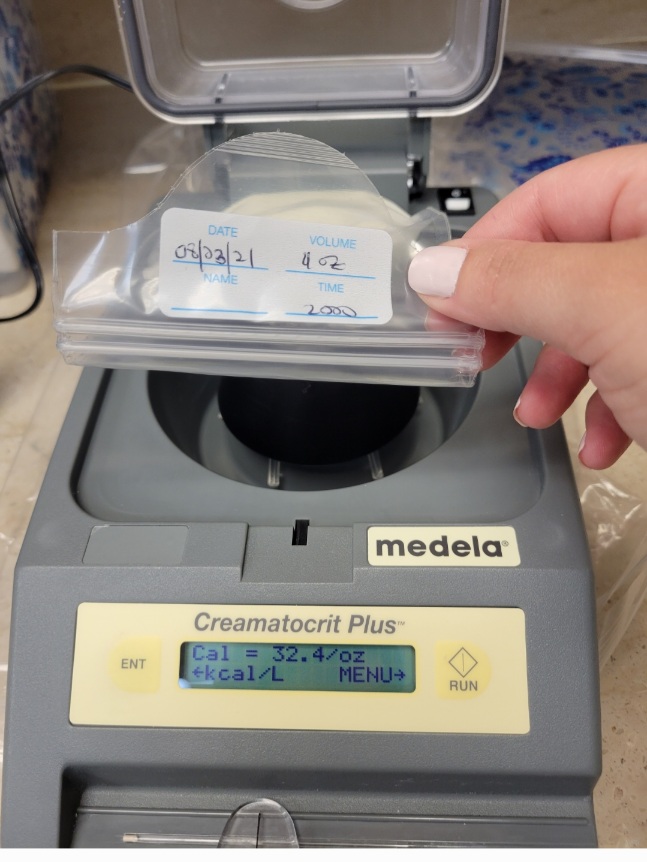 DATE VOLUME
08/03/21 4 oz
NAME TIME
2000
medela®
Creamatocrit Plus™
ENT
Cal = 32.4/oz
←kcal/L MENU→
RUN